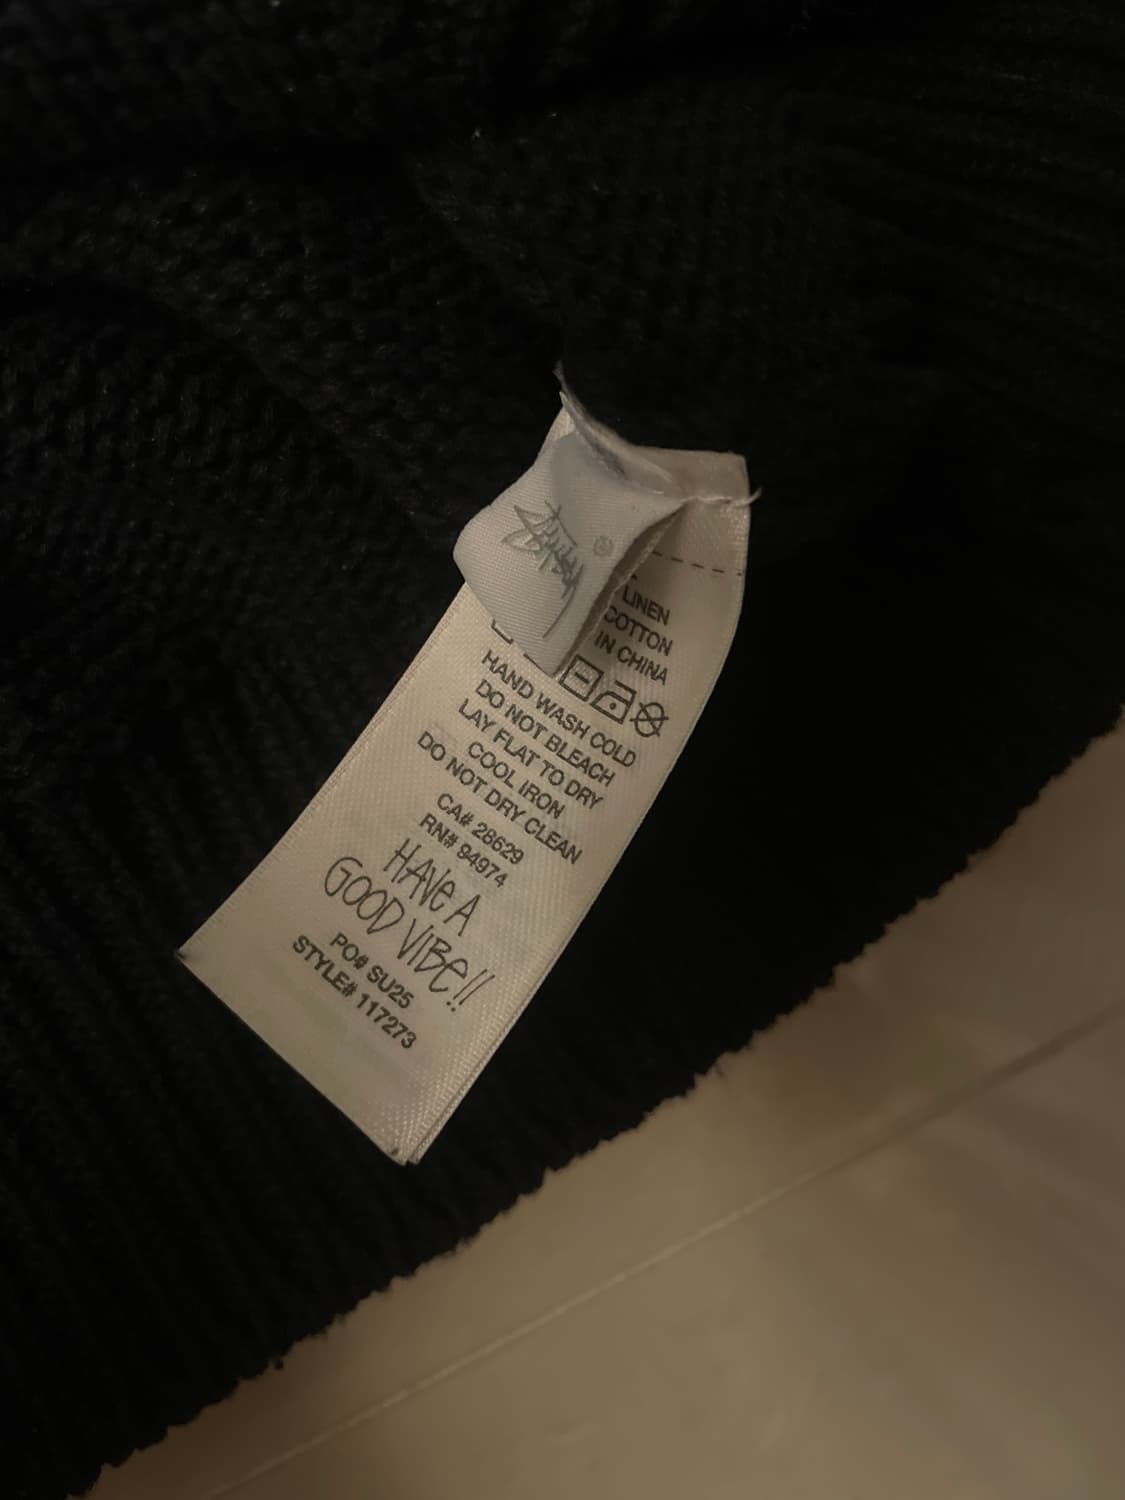 Stüssy
®
LINEN
COTTON
IN CHINA
HAND WASH COLD
DO NOT BLEACH
LAY FLAT TO DRY
COOL IRON
DO NOT DRY CLEAN
CA# 28629
RN# 94974
HAVE A
GOOD VIBE!!
PO# SU25
STYLE# 117273